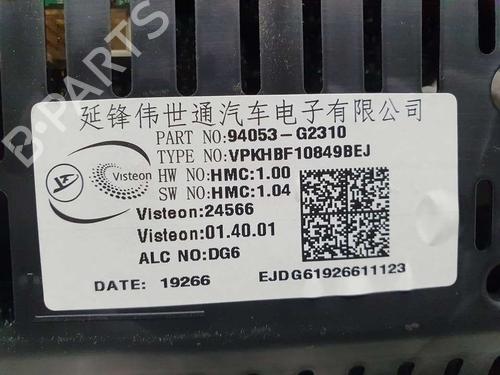 延锋伟世通汽车电子有限公司
PART NO:94053-G2310
TYPE NO:VPKHBF10849BEJ
Visteon
HW NO:HMC:1.00
SW NO:HMC:1.04
Visteon:24566
Visteon:01.40.01
ALC NO:DG6
DATE: 19266
EJDG61926611123